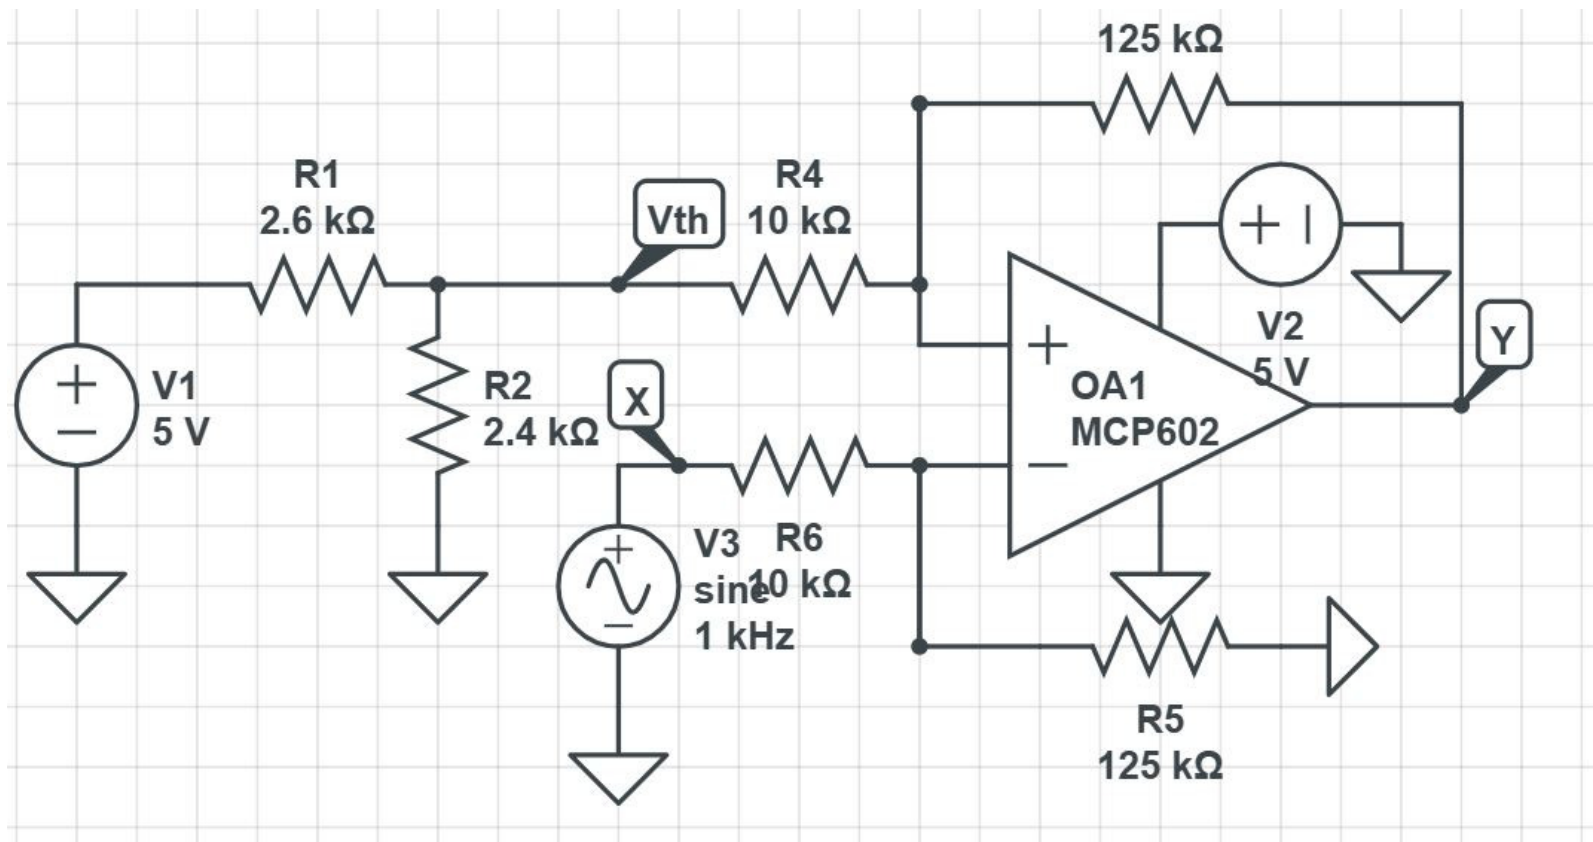 125 kΩ
R1
2.6 kΩ
Vth
R4
10 kΩ
V1
5 V
R2
2.4 kΩ
X
+
−
OA1
MCP602
+ −
V2
5 V
Y
V3
sine
1 kHz
R6
10 kΩ
R5
125 kΩ